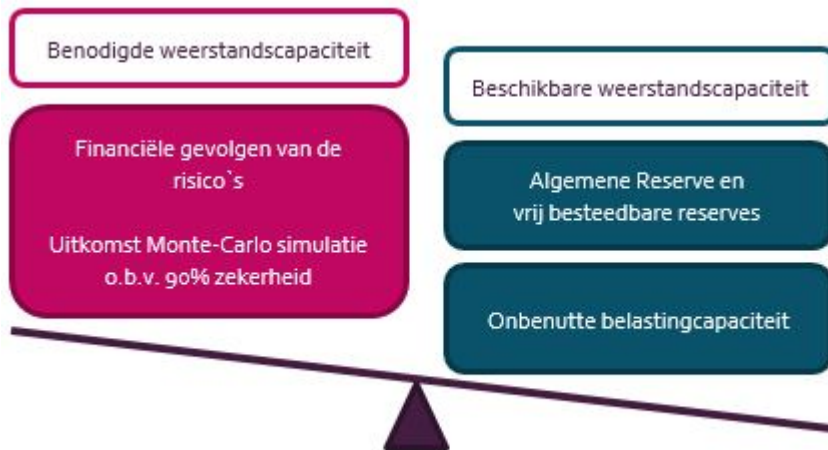 Benodigde weerstandscapaciteit
Financiële gevolgen van de
risico`s
Uitkomst Monte-Carlo simulatie
o.b.v. 90% zekerheid
Beschikbare weerstandscapaciteit
Algemene Reserve en
vrij besteedbare reserves
Onbenutte belastingcapaciteit